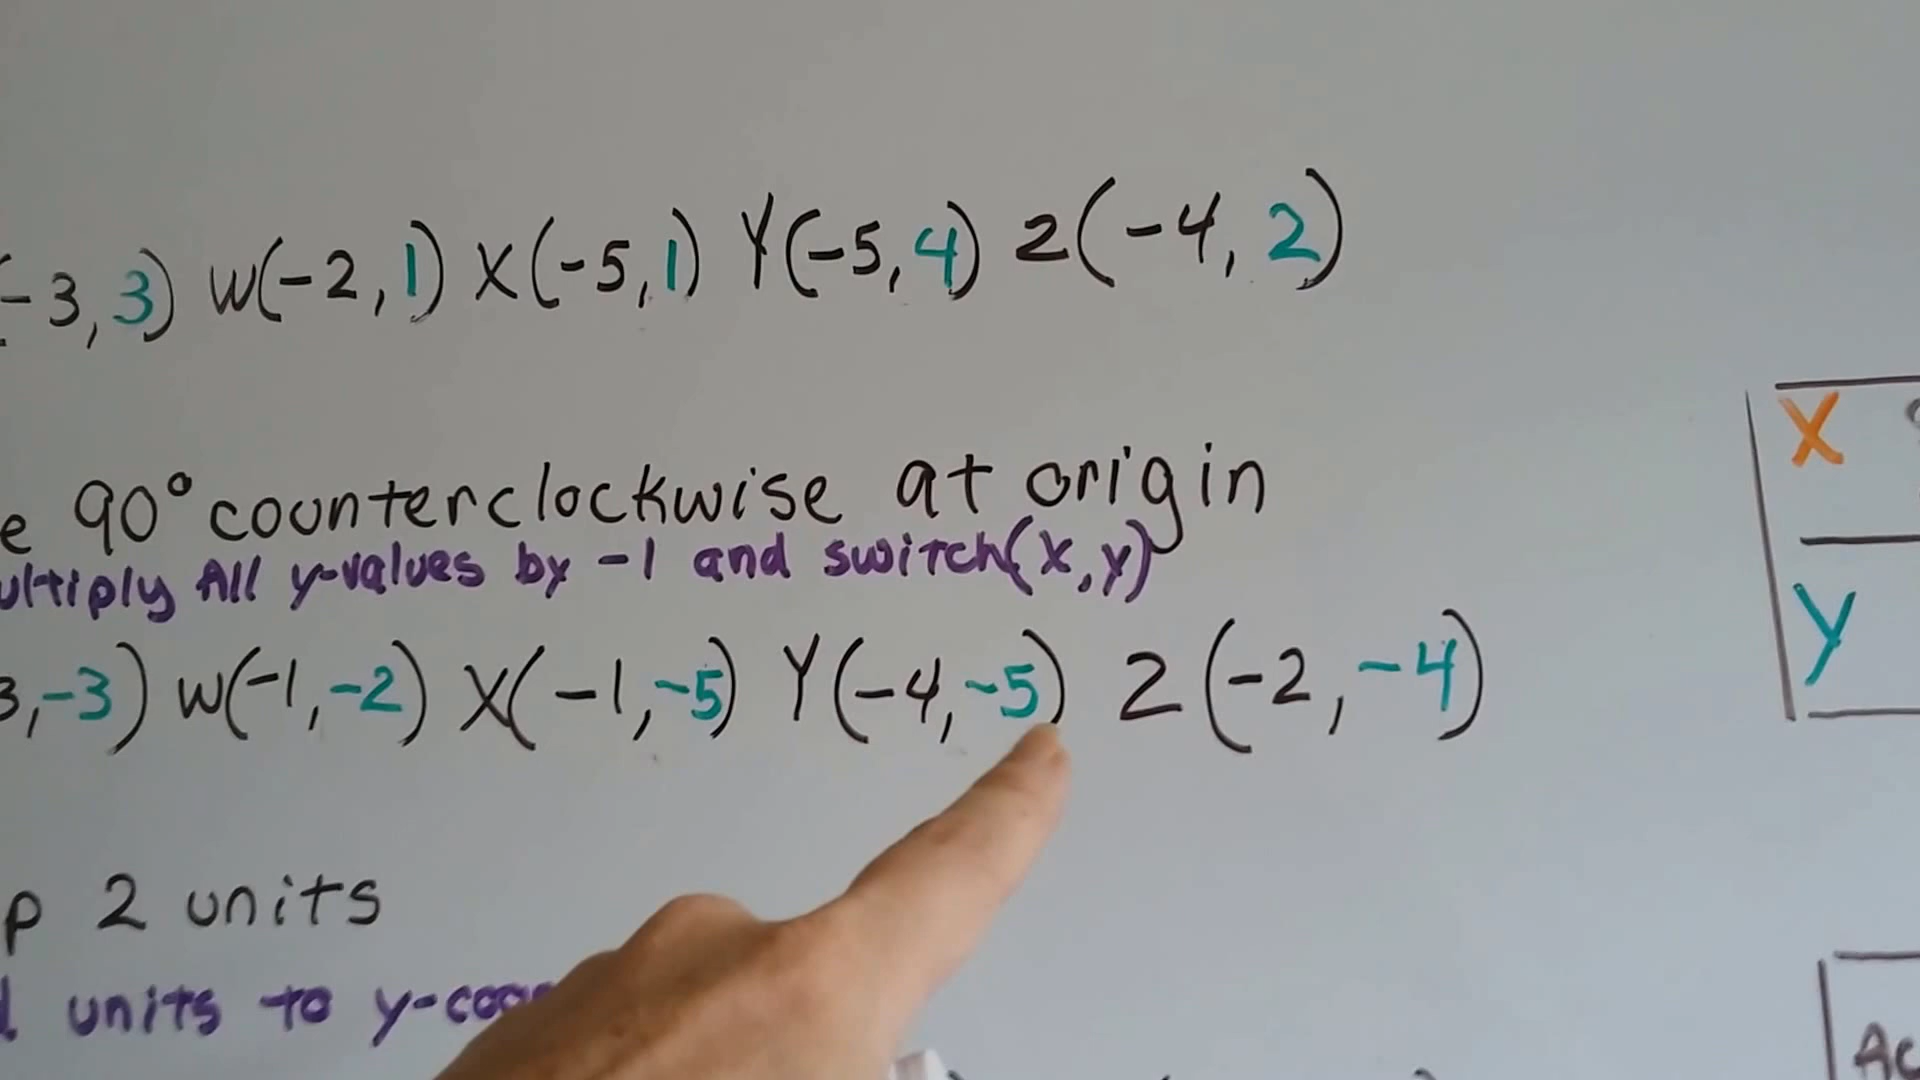 -3, 3) W(-2, 1) X(-5, 1) Y(-5, 4) Z(-4, 2)
e 90° counterclockwise at origin
ultiply All y-values by -1 and switch (x, y)
3, -3) W(-1, -2) X(-1, -5) Y(-4, -5) Z(-2, -4)
p 2 units
units to y-coo
X
Y
Ac